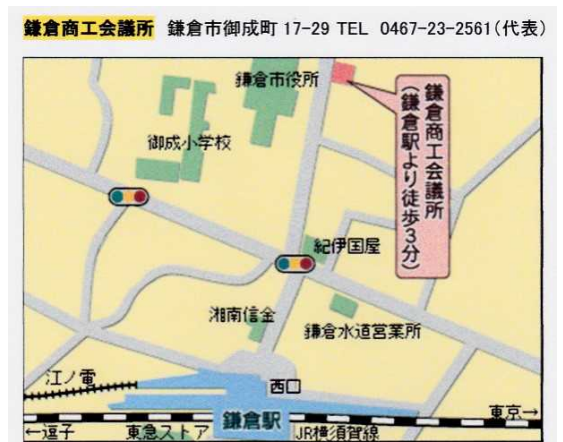 鎌倉商工会議所 鎌倉市御成町 17-29 TEL 0467-23-2561(代表)
鎌倉市役所
御成小学校
鎌倉商工会議所
(鎌倉駅より徒歩3分)
紀伊国屋
湘南信金
鎌倉水道営業所
江ノ電
西口
鎌倉駅
東京→
←逗子
東急ストア
JR横須賀線